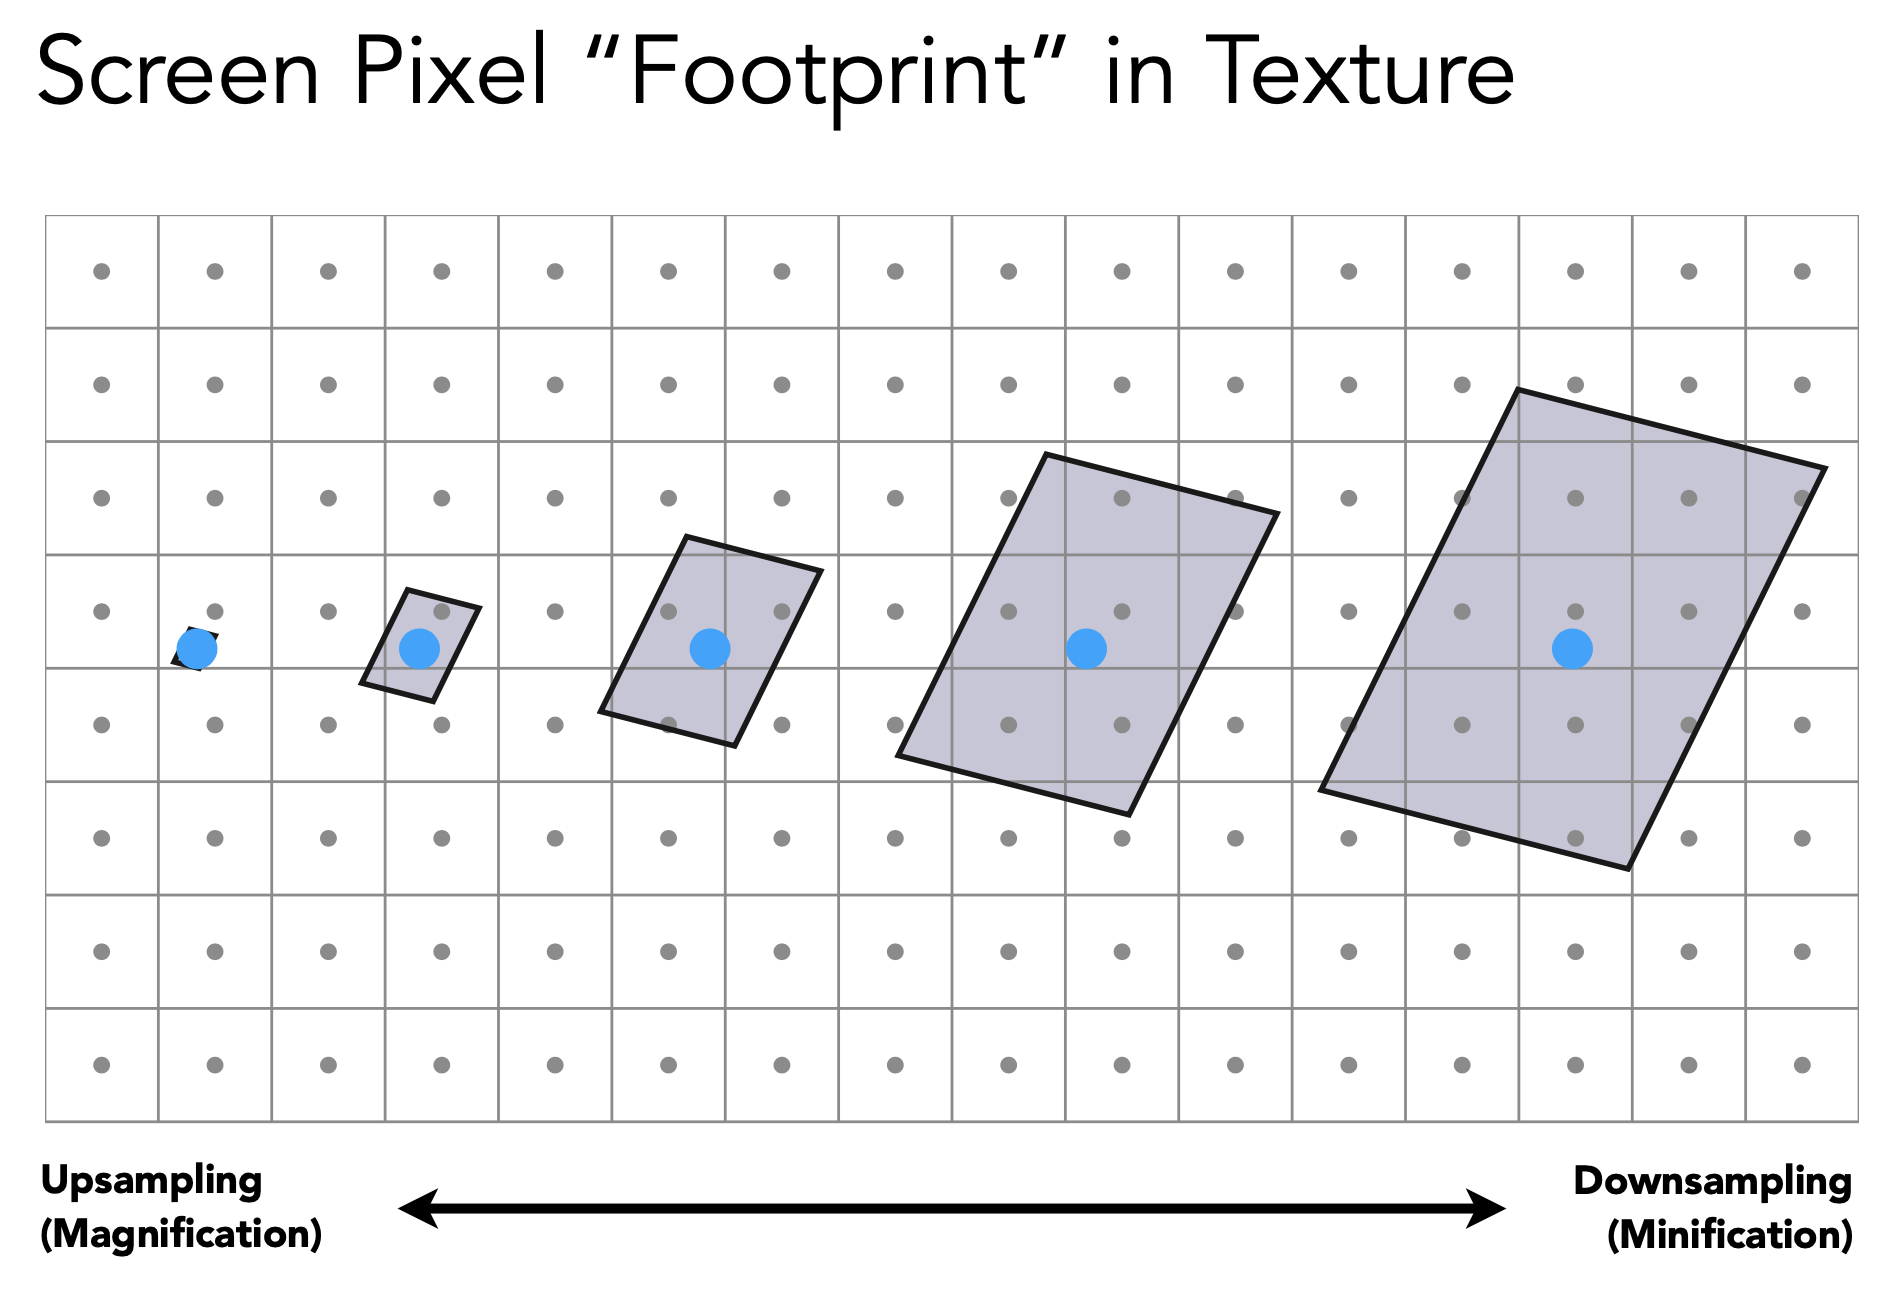 Screen Pixel “Footprint” in Texture
Upsampling
(Magnification)
Downsampling
(Minification)